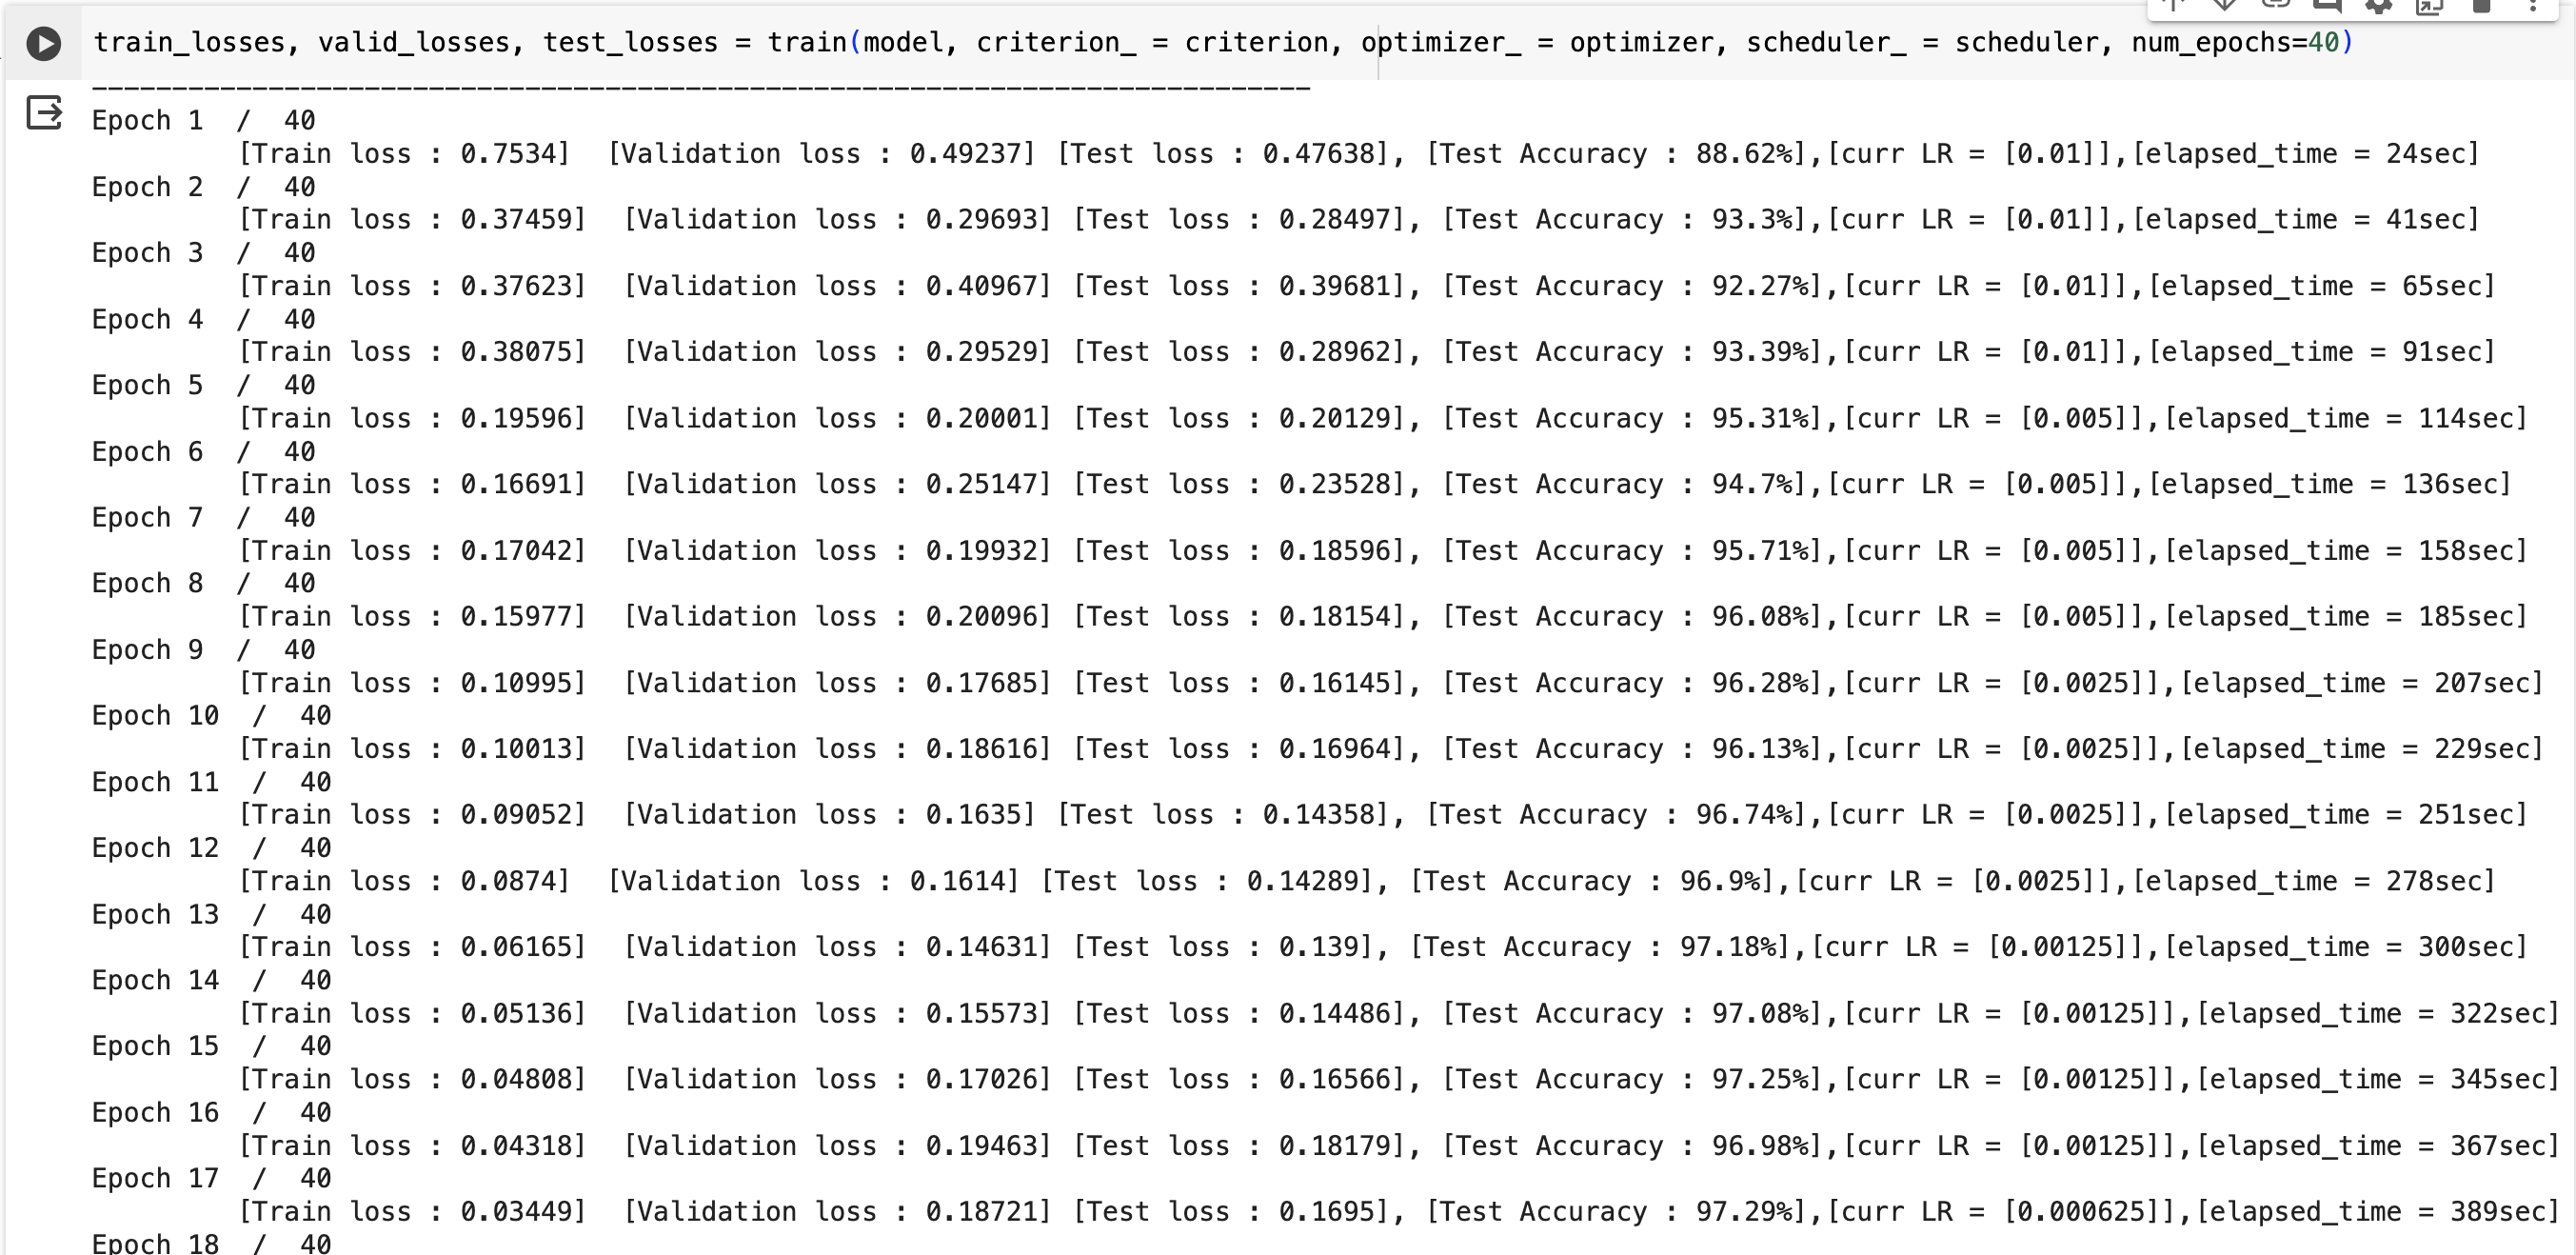 train_losses, valid_losses, test_losses = train(model, criterion_ = criterion, optimizer_ = optimizer, scheduler_ = scheduler, num_epochs=40)
----------------------------------------------------------------------------
Epoch 1  /  40
[Train loss : 0.7534]  [Validation loss : 0.49237] [Test loss : 0.47638], [Test Accuracy : 88.62%],[curr LR = [0.01]],[elapsed_time = 24sec]
Epoch 2  /  40
[Train loss : 0.37459]  [Validation loss : 0.29693] [Test loss : 0.28497], [Test Accuracy : 93.3%],[curr LR = [0.01]],[elapsed_time = 41sec]
Epoch 3  /  40
[Train loss : 0.37623]  [Validation loss : 0.40967] [Test loss : 0.39681], [Test Accuracy : 92.27%],[curr LR = [0.01]],[elapsed_time = 65sec]
Epoch 4  /  40
[Train loss : 0.38075]  [Validation loss : 0.29529] [Test loss : 0.28962], [Test Accuracy : 93.39%],[curr LR = [0.01]],[elapsed_time = 91sec]
Epoch 5  /  40
[Train loss : 0.19596]  [Validation loss : 0.20001] [Test loss : 0.20129], [Test Accuracy : 95.31%],[curr LR = [0.005]],[elapsed_time = 114sec]
Epoch 6  /  40
[Train loss : 0.16691]  [Validation loss : 0.25147] [Test loss : 0.23528], [Test Accuracy : 94.7%],[curr LR = [0.005]],[elapsed_time = 136sec]
Epoch 7  /  40
[Train loss : 0.17042]  [Validation loss : 0.19932] [Test loss : 0.18596], [Test Accuracy : 95.71%],[curr LR = [0.005]],[elapsed_time = 158sec]
Epoch 8  /  40
[Train loss : 0.15977]  [Validation loss : 0.20096] [Test loss : 0.18154], [Test Accuracy : 96.08%],[curr LR = [0.005]],[elapsed_time = 185sec]
Epoch 9  /  40
[Train loss : 0.10995]  [Validation loss : 0.17685] [Test loss : 0.16145], [Test Accuracy : 96.28%],[curr LR = [0.0025]],[elapsed_time = 207sec]
Epoch 10  /  40
[Train loss : 0.10013]  [Validation loss : 0.18616] [Test loss : 0.16964], [Test Accuracy : 96.13%],[curr LR = [0.0025]],[elapsed_time = 229sec]
Epoch 11  /  40
[Train loss : 0.09052]  [Validation loss : 0.1635] [Test loss : 0.14358], [Test Accuracy : 96.74%],[curr LR = [0.0025]],[elapsed_time = 251sec]
Epoch 12  /  40
[Train loss : 0.0874]  [Validation loss : 0.1614] [Test loss : 0.14289], [Test Accuracy : 96.9%],[curr LR = [0.0025]],[elapsed_time = 278sec]
Epoch 13  /  40
[Train loss : 0.06165]  [Validation loss : 0.14631] [Test loss : 0.139], [Test Accuracy : 97.18%],[curr LR = [0.00125]],[elapsed_time = 300sec]
Epoch 14  /  40
[Train loss : 0.05136]  [Validation loss : 0.15573] [Test loss : 0.14486], [Test Accuracy : 97.08%],[curr LR = [0.00125]],[elapsed_time = 322sec]
Epoch 15  /  40
[Train loss : 0.04808]  [Validation loss : 0.17026] [Test loss : 0.16566], [Test Accuracy : 97.25%],[curr LR = [0.00125]],[elapsed_time = 345sec]
Epoch 16  /  40
[Train loss : 0.04318]  [Validation loss : 0.19463] [Test loss : 0.18179], [Test Accuracy : 96.98%],[curr LR = [0.00125]],[elapsed_time = 367sec]
Epoch 17  /  40
[Train loss : 0.03449]  [Validation loss : 0.18721] [Test loss : 0.1695], [Test Accuracy : 97.29%],[curr LR = [0.000625]],[elapsed_time = 389sec]
Epoch 18  /  40